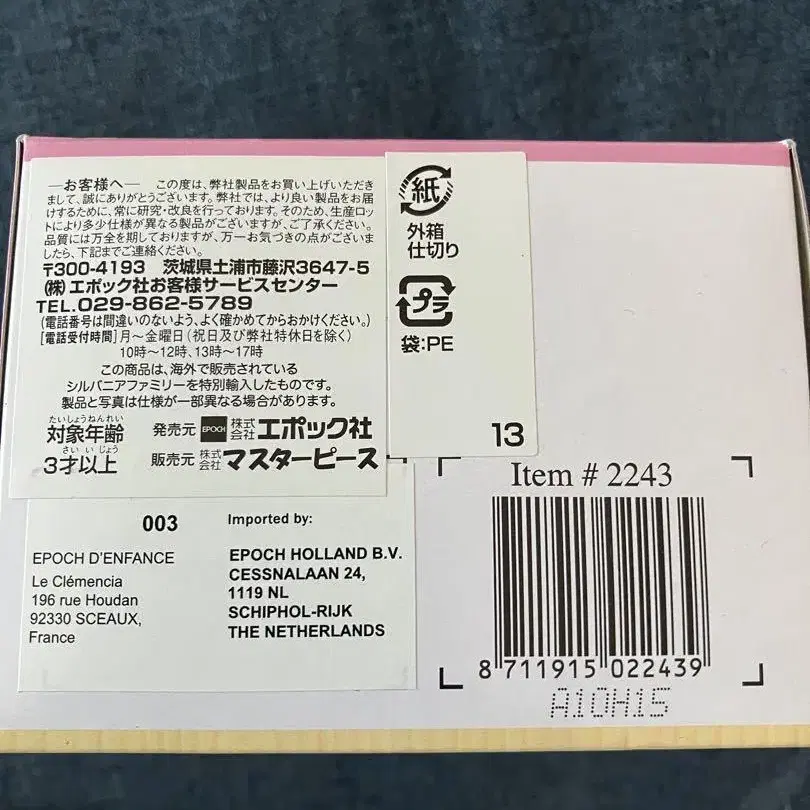 ―お客様へ― この度は、弊社製品をお買い上げいただき
まして、誠にありがとうございます。弊社では、より良い製品をお届
けするために、常に研究・改良を行っております。そのため、生産ロッ
トにより多少仕様が異なる製品がございますが、ご了承ください。
品質には万全を期しておりますが、万一お気づきの点がございま
したら、下記までご連絡ください。
〒300-4193 茨城県土浦市藤沢3647-5
(株)エポック社お客様サービスセンター
TEL.029-862-5789
(電話番号は間違いのないよう、よく確かめてからおかけください。)
[電話受付時間]月～金曜日(祝日及び弊社特休日を除く)
10時～12時、13時～17時
この商品は、海外で販売されている
シルバニアファミリーを特別輸入したものです。
製品と写真は仕様が一部異なる場合があります。
たいしょうねんれい
対象年齢
さい いじょう
3才以上
発売元 EPOCH 株式会社エポック社
販売元 株式会社マスターピース
紙
外箱
仕切り
プラ
袋:PE
13
003
EPOCH D'ENFANCE
Le Clémencia
196 rue Houdan
92330 SCEAUX,
France
Imported by:
EPOCH HOLLAND B.V.
CESSNALAAN 24,
1119 NL
SCHIPHOL-RIJK
THE NETHERLANDS
Item # 2243
8 711915 022439
A10H15